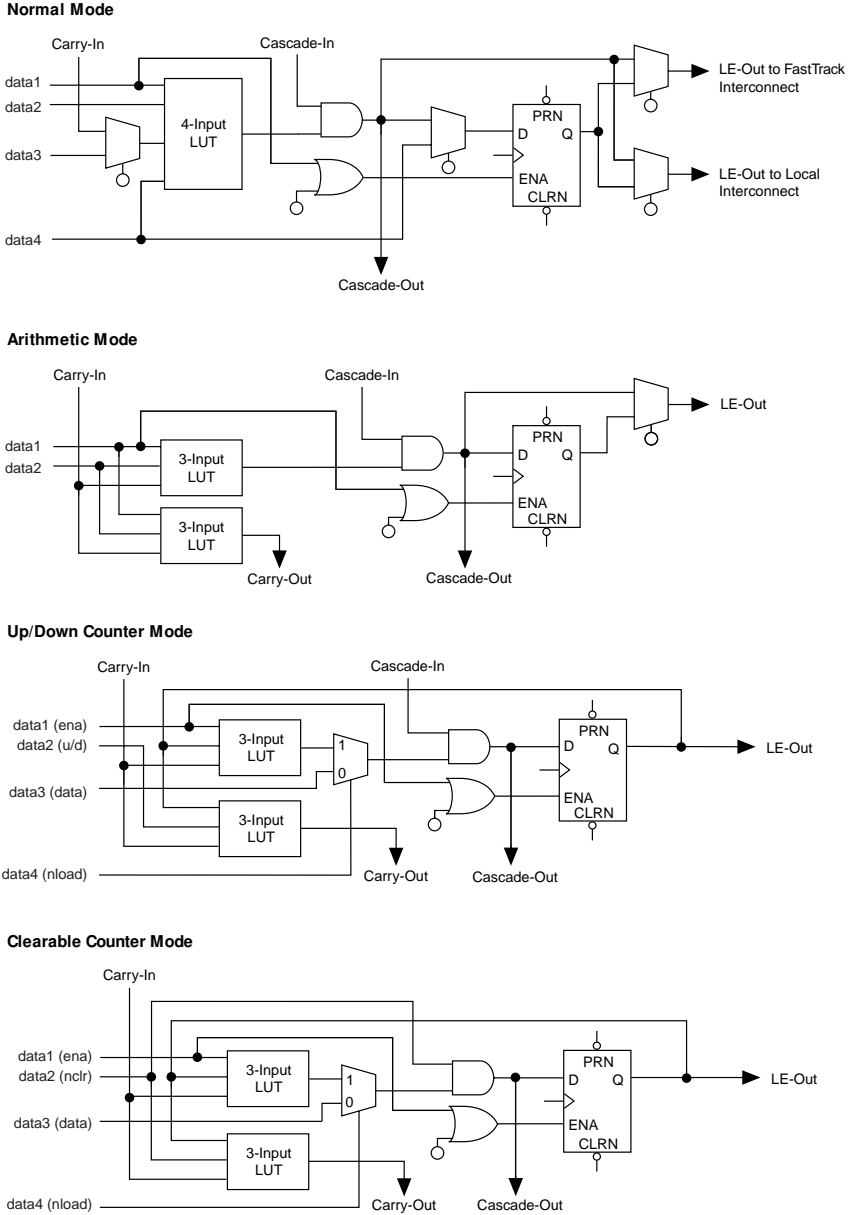 Normal Mode
Carry-In
Cascade-In
data1
data2
data3
data4
4-Input
LUT
PRN
D
Q
ENA
CLRN
LE-Out to FastTrack
Interconnect
LE-Out to Local
Interconnect
Cascade-Out
Arithmetic Mode
Carry-In
Cascade-In
data1
data2
3-Input
LUT
3-Input
LUT
PRN
D
Q
ENA
CLRN
LE-Out
Carry-Out
Cascade-Out
Up/Down Counter Mode
Carry-In
Cascade-In
data1 (ena)
data2 (u/d)
data3 (data)
data4 (nload)
3-Input
LUT
3-Input
LUT
1
0
PRN
D
Q
ENA
CLRN
LE-Out
Carry-Out
Cascade-Out
Clearable Counter Mode
Carry-In
data1 (ena)
data2 (nclr)
data3 (data)
data4 (nload)
3-Input
LUT
3-Input
LUT
1
0
PRN
D
Q
ENA
CLRN
LE-Out
Carry-Out
Cascade-Out